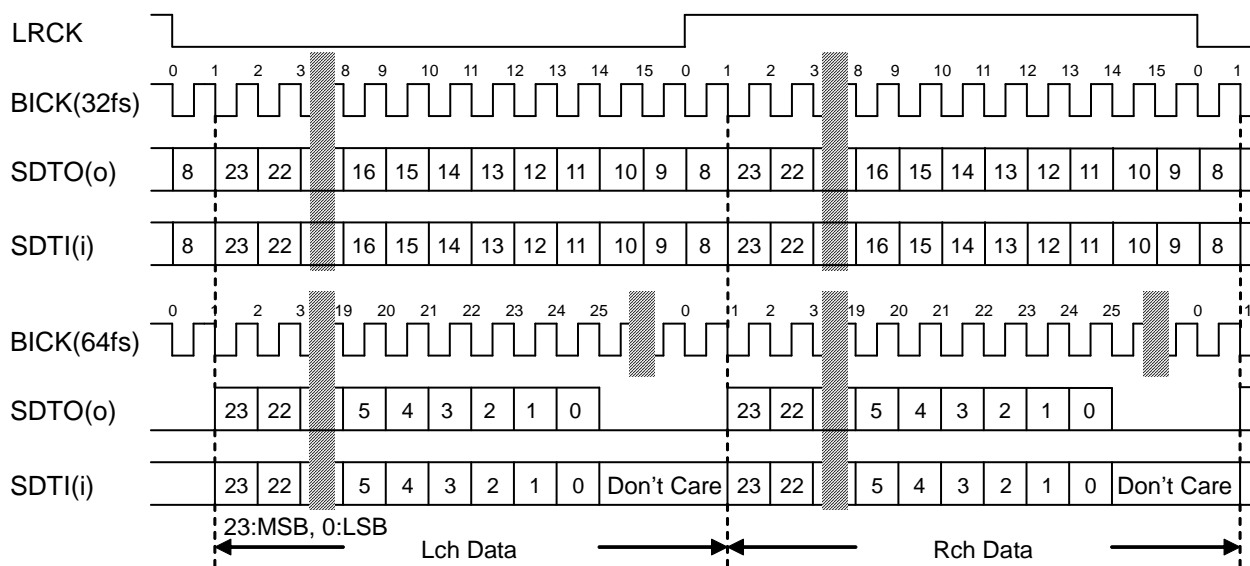 LRCK
0 1 2 3 8 9 10 11 12 13 14 15 0 1 2 3 8 9 10 11 12 13 14 15 0 1
BICK(32fs)
SDTO(o) 8 23 22 16 15 14 13 12 11 10 9 8 23 22 16 15 14 13 12 11 10 9 8
SDTI(i) 8 23 22 16 15 14 13 12 11 10 9 8 23 22 16 15 14 13 12 11 10 9 8
0 1 2 3 19 20 21 22 23 24 25 0 1 2 3 19 20 21 22 23 24 25 0 1
BICK(64fs)
SDTO(o) 23 22 5 4 3 2 1 0 23 22 5 4 3 2 1 0
SDTI(i) 23 22 5 4 3 2 1 0 Don't Care 23 22 5 4 3 2 1 0 Don't Care
23:MSB, 0:LSB
Lch Data Rch Data